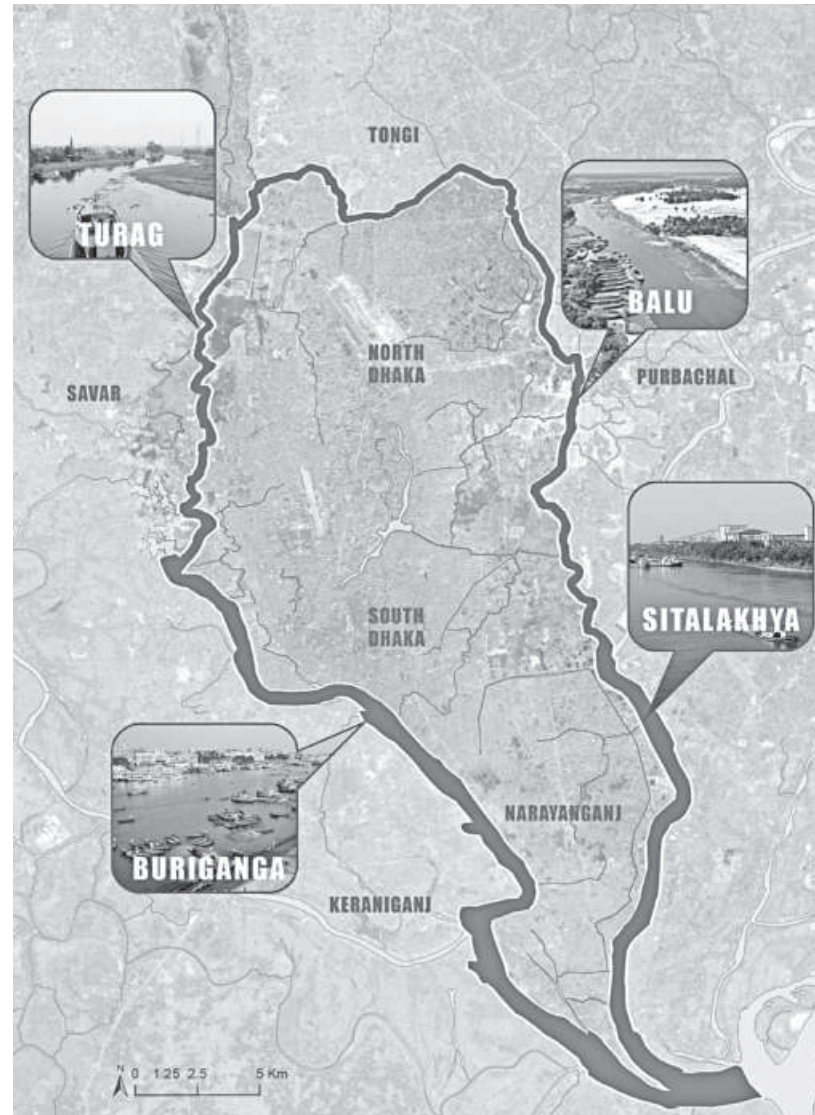 TONGI
TURAG
BALU
NORTH
DHAKA
SAVAR
PURBACHAL
SITALAKHYA
SOUTH
DHAKA
BURIGANGA
NARAYANGANJ
KERANIGANJ
N
0 1.25 2.5 5 Km